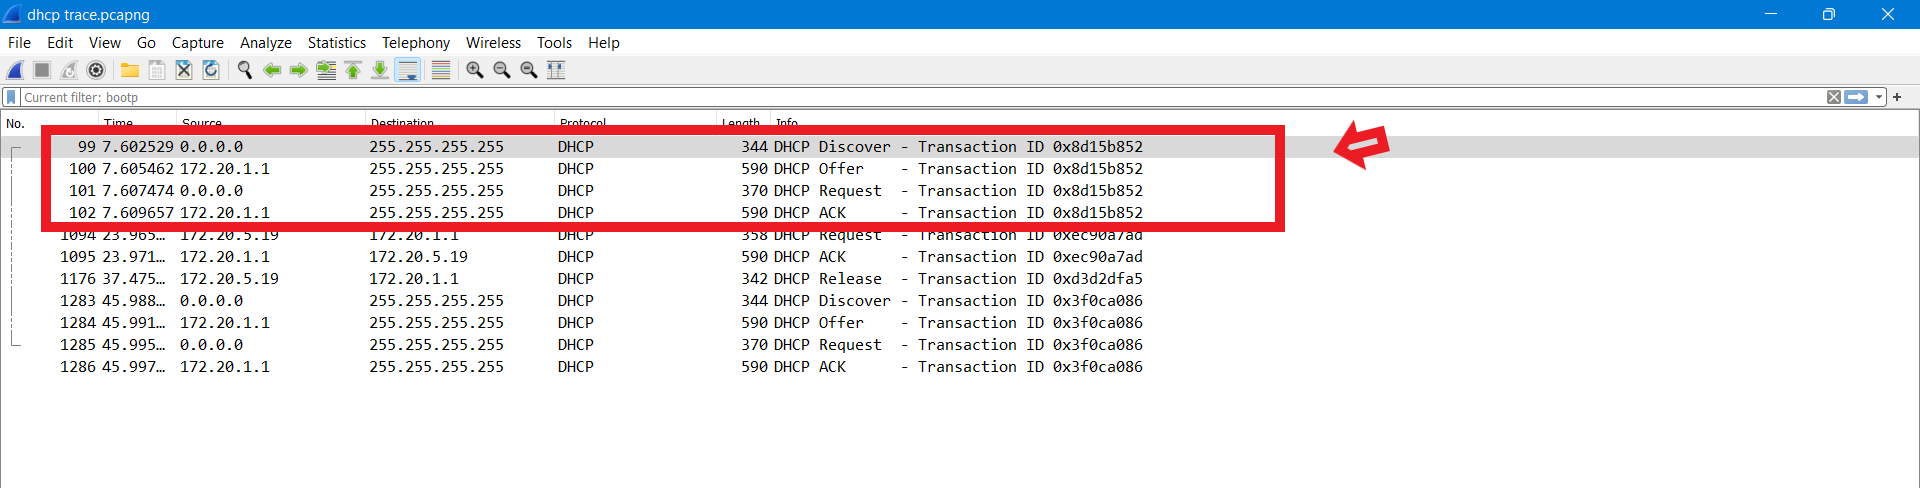 dhcp trace.pcapng
File Edit View Go Capture Analyze Statistics Telephony Wireless Tools Help
Current filter: bootp
No. Time Source Destination Protocol Length Info
99 7.602529 0.0.0.0 255.255.255.255 DHCP 344 DHCP Discover - Transaction ID 0x8d15b852
100 7.605462 172.20.1.1 255.255.255.255 DHCP 590 DHCP Offer - Transaction ID 0x8d15b852
101 7.607474 0.0.0.0 255.255.255.255 DHCP 370 DHCP Request - Transaction ID 0x8d15b852
102 7.609657 172.20.1.1 255.255.255.255 DHCP 590 DHCP ACK - Transaction ID 0x8d15b852
1094 23.965… 172.20.5.19 172.20.1.1 DHCP 358 DHCP Request - Transaction ID 0xec90a7ad
1095 23.971… 172.20.1.1 172.20.5.19 DHCP 590 DHCP ACK - Transaction ID 0xec90a7ad
1176 37.475… 172.20.5.19 172.20.1.1 DHCP 342 DHCP Release - Transaction ID 0xd3d2dfa5
1283 45.988… 0.0.0.0 255.255.255.255 DHCP 344 DHCP Discover - Transaction ID 0x3f0ca086
1284 45.991… 172.20.1.1 255.255.255.255 DHCP 590 DHCP Offer - Transaction ID 0x3f0ca086
1285 45.995… 0.0.0.0 255.255.255.255 DHCP 370 DHCP Request - Transaction ID 0x3f0ca086
1286 45.997… 172.20.1.1 255.255.255.255 DHCP 590 DHCP ACK - Transaction ID 0x3f0ca086